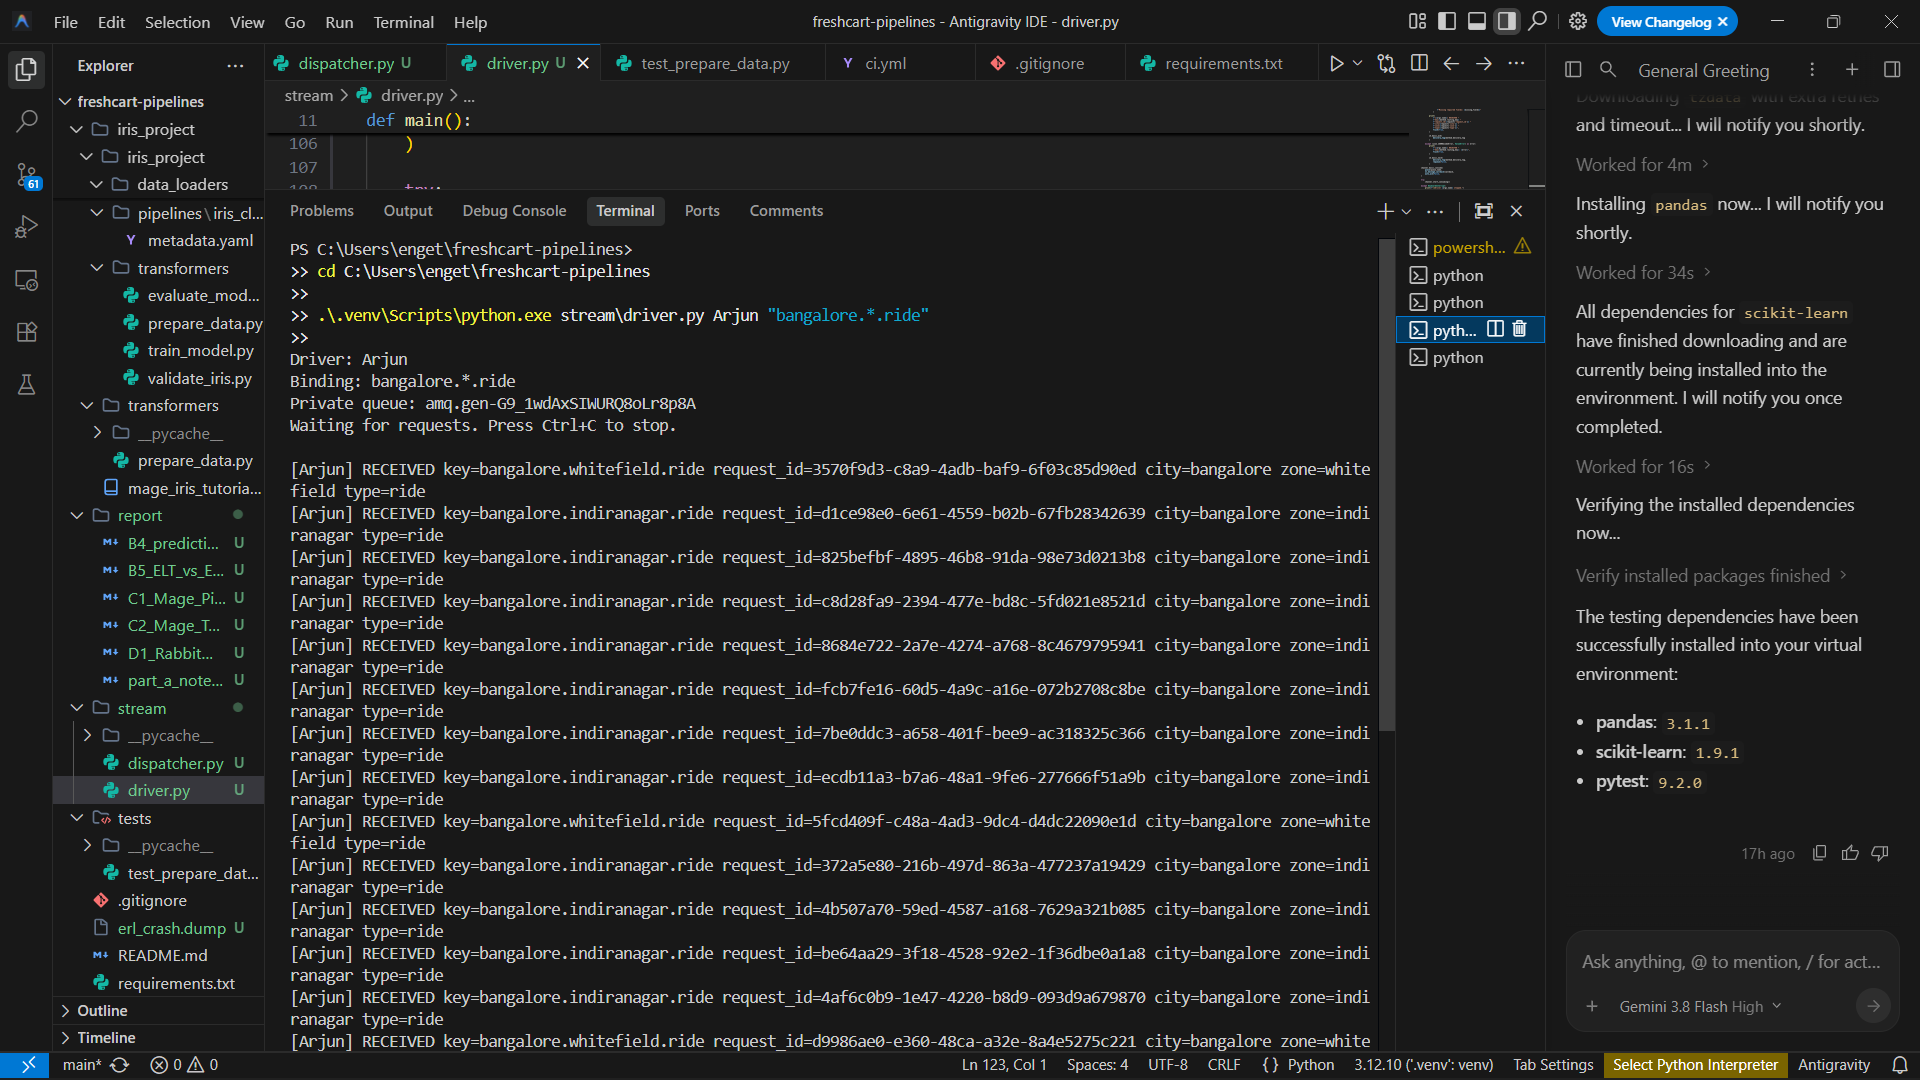 File Edit Selection View Go Run Terminal Help
freshcart-pipelines - Antigravity IDE - driver.py
View Changelog
Explorer
freshcart-pipelines
iris_project
iris_project
data_loaders
pipelines\iris_cl...
metadata.yaml
transformers
evaluate_mod...
prepare_data.py
train_model.py
validate_iris.py
transformers
__pycache__
prepare_data.py
mage_iris_tutoria...
report
B4_predicti... U
B5_ELT_vs_E... U
C1_Mage_Pi... U
C2_Mage_T... U
D1_Rabbit... U
part_a_note... U
stream
__pycache__
dispatcher.py U
driver.py U
tests
__pycache__
test_prepare_dat...
.gitignore
erl_crash.dump U
README.md
requirements.txt
Outline
Timeline
61
dispatcher.py U
driver.py U
test_prepare_data.py
ci.yml
.gitignore
requirements.txt
stream > driver.py > ...
11 def main():
106 )
107
108 try:
Problems Output Debug Console Terminal Ports Comments
PS C:\Users\enget\freshcart-pipelines>
>> cd C:\Users\enget\freshcart-pipelines
>>
>> .\.venv\Scripts\python.exe stream\driver.py Arjun "bangalore.*.ride"
>>
Driver: Arjun
Binding: bangalore.*.ride
Private queue: amq.gen-G9_1wdAxSIWURQ8oLr8p8A
Waiting for requests. Press Ctrl+C to stop.
[Arjun] RECEIVED key=bangalore.whitefield.ride request_id=3570f9d3-c8a9-4adb-baf9-6f03c85d90ed city=bangalore zone=white
field type=ride
[Arjun] RECEIVED key=bangalore.indiranagar.ride request_id=d1ce98e0-6e61-4559-b02b-67fb28342639 city=bangalore zone=indi
ranagar type=ride
[Arjun] RECEIVED key=bangalore.indiranagar.ride request_id=825befbf-4895-46b8-91da-98e73d0213b8 city=bangalore zone=indi
ranagar type=ride
[Arjun] RECEIVED key=bangalore.indiranagar.ride request_id=c8d28fa9-2394-477e-bd8c-5fd021e8521d city=bangalore zone=indi
ranagar type=ride
[Arjun] RECEIVED key=bangalore.indiranagar.ride request_id=8684e722-2a7e-4274-a768-8c4679795941 city=bangalore zone=indi
ranagar type=ride
[Arjun] RECEIVED key=bangalore.indiranagar.ride request_id=fcb7fe16-60d5-4a9c-a16e-072b2708c8be city=bangalore zone=indi
ranagar type=ride
[Arjun] RECEIVED key=bangalore.indiranagar.ride request_id=7be0ddc3-a658-401f-bee9-ac318325c366 city=bangalore zone=indi
ranagar type=ride
[Arjun] RECEIVED key=bangalore.indiranagar.ride request_id=ecdb11a3-b7a6-48a1-9fe6-277666f51a9b city=bangalore zone=indi
ranagar type=ride
[Arjun] RECEIVED key=bangalore.whitefield.ride request_id=5fcd409f-c48a-4ad3-9dc4-d4dc22090e1d city=bangalore zone=white
field type=ride
[Arjun] RECEIVED key=bangalore.indiranagar.ride request_id=372a5e80-216b-497d-863a-477237a19429 city=bangalore zone=indi
ranagar type=ride
[Arjun] RECEIVED key=bangalore.indiranagar.ride request_id=4b507a70-59ed-4587-a168-7629a321b085 city=bangalore zone=indi
ranagar type=ride
[Arjun] RECEIVED key=bangalore.indiranagar.ride request_id=be64aa29-3f18-4528-92e2-1f36dbe0a1a8 city=bangalore zone=indi
ranagar type=ride
[Arjun] RECEIVED key=bangalore.indiranagar.ride request_id=4af6c0b9-1e47-4220-b8d9-093d9a679870 city=bangalore zone=indi
ranagar type=ride
[Arjun] RECEIVED key=bangalore.whitefield.ride request_id=d9986ae0-e360-48ca-a32e-8a4e5275c221 city=bangalore zone=white
powersh...
python
python
pyth...
python
General Greeting
Downloading tzdata with extra retries
and timeout... I will notify you shortly.
Worked for 4m
Installing pandas now... I will notify you
shortly.
Worked for 34s
All dependencies for scikit-learn
have finished downloading and are
currently being installed into the
environment. I will notify you once
completed.
Worked for 16s
Verifying the installed dependencies
now...
Verify installed packages finished
The testing dependencies have been
successfully installed into your virtual
environment:
• pandas: 3.1.1
• scikit-learn: 1.9.1
• pytest: 9.2.0
17h ago
Ask anything, @ to mention, / for act...
Gemini 3.8 Flash High
main* 0 0
Ln 123, Col 1 Spaces: 4 UTF-8 CRLF {} Python 3.12.10 ('.venv': venv) Tab Settings Select Python Interpreter Antigravity